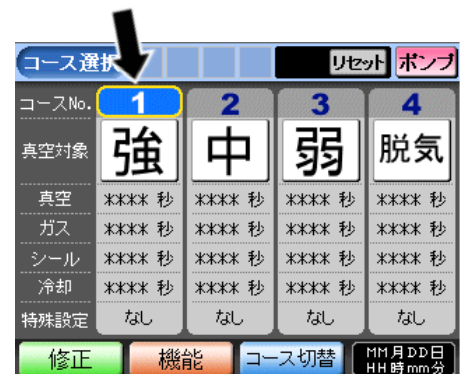 コース選択 リセット ポンプ
コースNo. 1 2 3 4
真空対象 強 中 弱 脱気
真空 **** 秒 **** 秒 **** 秒 **** 秒
ガス **** 秒 **** 秒 **** 秒 **** 秒
シール **** 秒 **** 秒 **** 秒 **** 秒
冷却 **** 秒 **** 秒 **** 秒 **** 秒
特殊設定 なし なし なし なし
修正 機能 コース切替 MM月DD日
HH時mm分